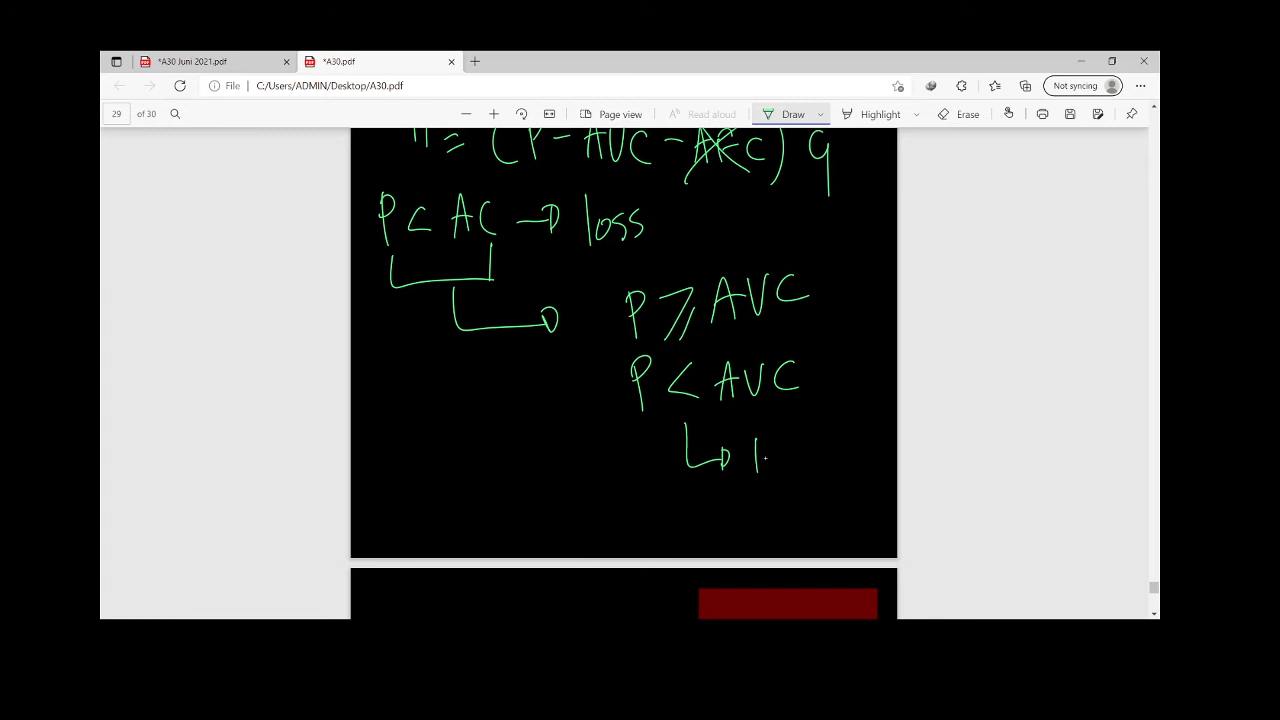 *A30 Juni 2021.pdf
*A30.pdf
File C:/Users/ADMIN/Desktop/A30.pdf
Not syncing
29 of 30
Page view
Read aloud
Draw
Highlight
Erase
π = (P - AVC - AFC) q
P < AC → loss
P ⩾ AVC
P < AVC